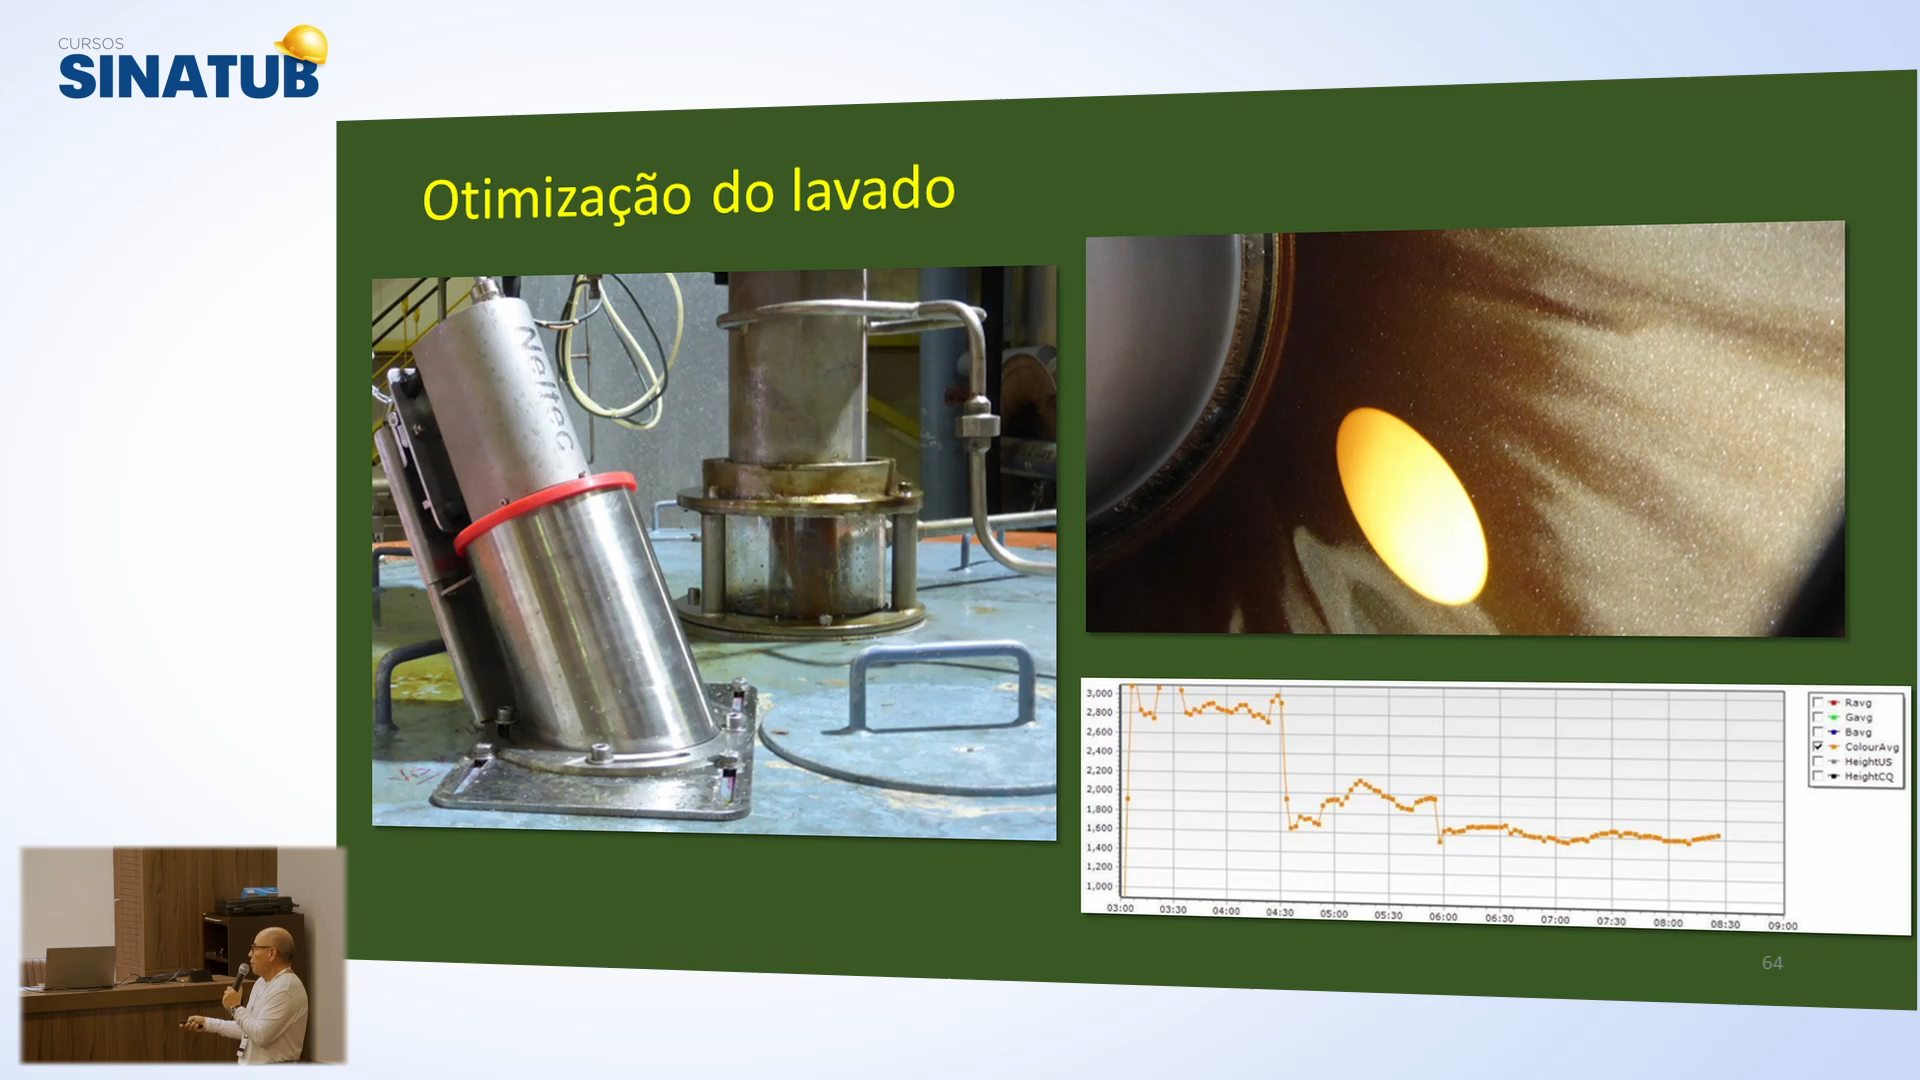 CURSOS
SINATUB
Otimização do lavado
Neltec
3,000
2,800
2,600
2,400
2,200
2,000
1,800
1,600
1,400
1,200
1,000
03:00 03:30 04:00 04:30 05:00 05:30 06:00 06:30 07:00 07:30 08:00 08:30 09:00
Ravg
Gavg
Bavg
ColourAvg
HeightUS
HeightCQ
64